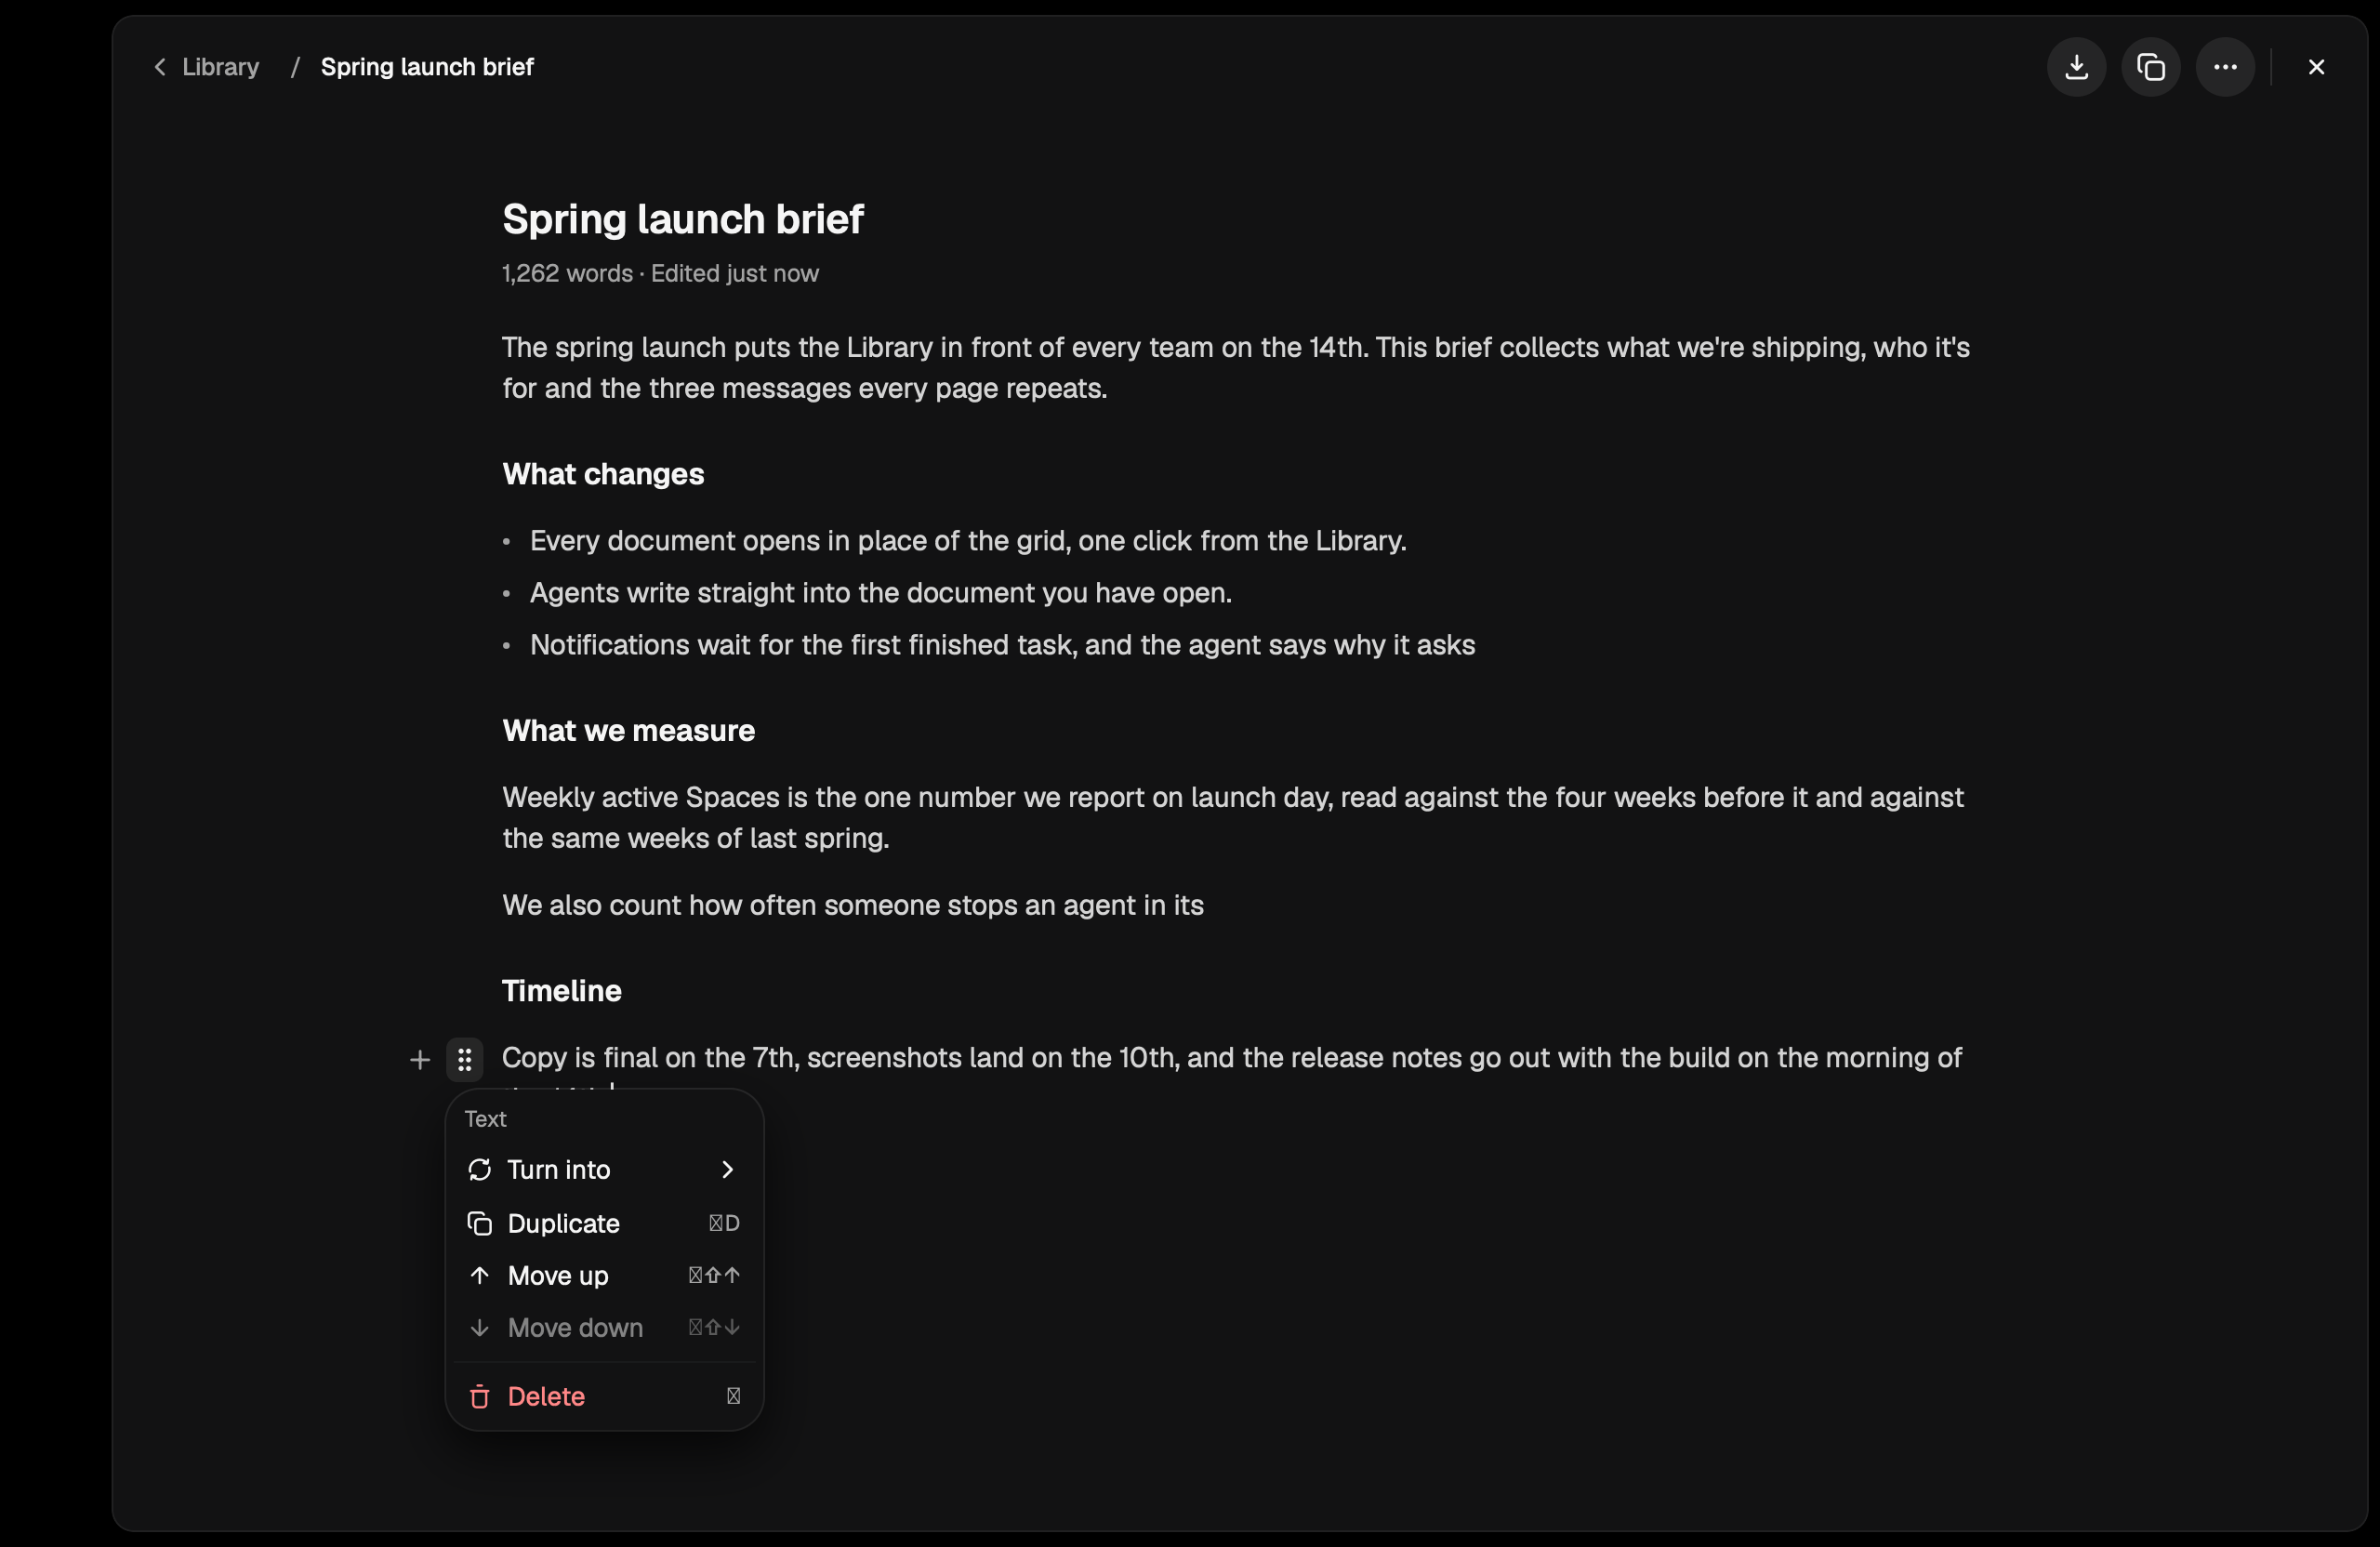 Library / Spring launch brief
Spring launch brief
1,262 words · Edited just now
The spring launch puts the Library in front of every team on the 14th. This brief collects what we're shipping, who it's
for and the three messages every page repeats.
What changes
• Every document opens in place of the grid, one click from the Library.
• Agents write straight into the document you have open.
• Notifications wait for the first finished task, and the agent says why it asks
What we measure
Weekly active Spaces is the one number we report on launch day, read against the four weeks before it and against
the same weeks of last spring.
We also count how often someone stops an agent in its
Timeline
Copy is final on the 7th, screenshots land on the 10th, and the release notes go out with the build on the morning of
Text
Turn into
Duplicate D
Move up ⇧↑
Move down ⇧↓
Delete